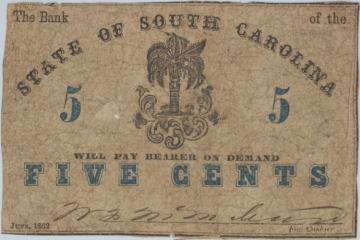 The Bank of the
STATE OF SOUTH CAROLINA
5 5
5
WILL PAY BEARER ON DEMAND
FIVE CENTS
June, 1862